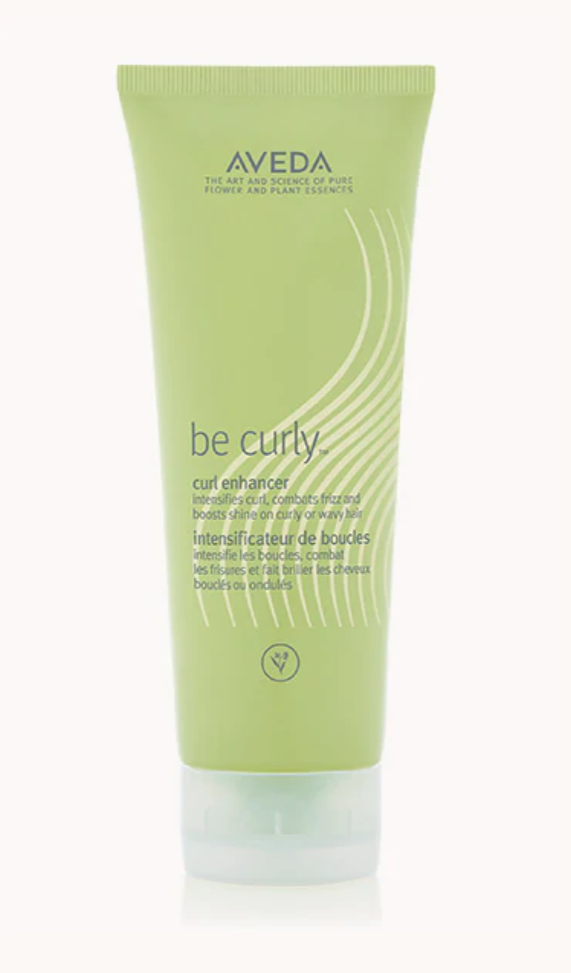 AVEDA
THE ART AND SCIENCE OF PURE
FLOWER AND PLANT ESSENCES
be curly™
curl enhancer
intensifies curl, combats frizz and
boosts shine on curly or wavy hair
intensificateur de boucles
intensifie les boucles, combat
les frisures et fait briller les cheveux
bouclés ou ondulés